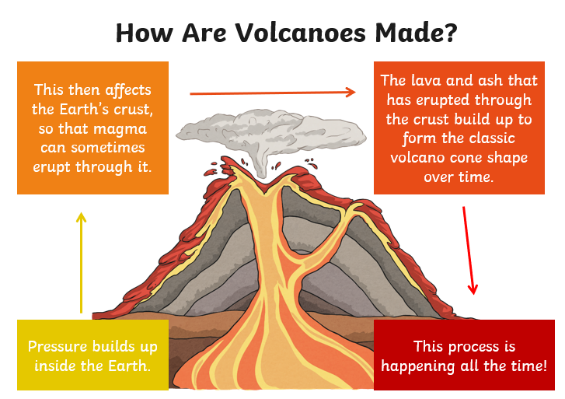 How Are Volcanoes Made?
This then affects
the Earth's crust,
so that magma
can sometimes
erupt through it.
The lava and ash that
has erupted through
the crust build up to
form the classic
volcano cone shape
over time.
Pressure builds up
inside the Earth.
This process is
happening all the time!